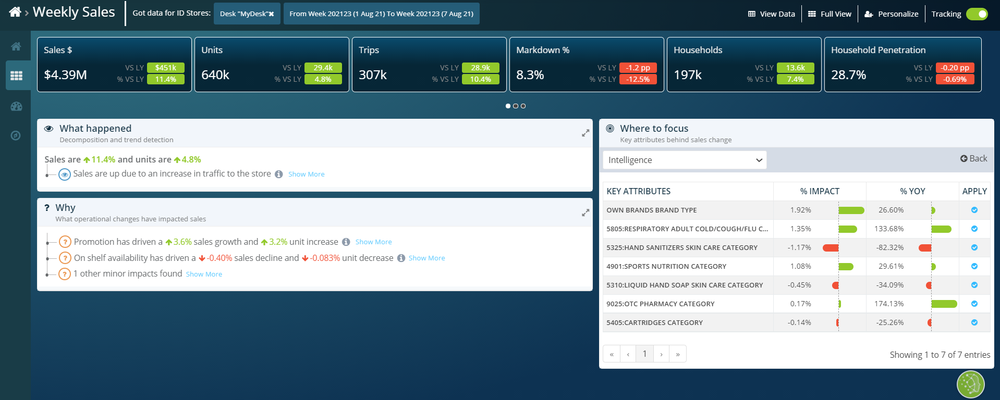 Weekly Sales
Got data for ID Stores:
Desk "MyDesk"✖
From Week 202123 (1 Aug 21) To Week 202123 (7 Aug 21)
View Data
Full View
Personalize
Tracking
Sales $
$4.39M
VS LY $451k
% VS LY 11.4%
Units
640k
VS LY 29.4k
% VS LY 4.8%
Trips
307k
VS LY 28.9k
% VS LY 10.4%
Markdown %
8.3%
VS LY -1.2 pp
% VS LY -12.5%
Households
197k
VS LY 13.6k
% VS LY 7.4%
Household Penetration
28.7%
VS LY -0.20 pp
% VS LY -0.69%
What happened
Decomposition and trend detection
Sales are 11.4% and units are 4.8%
Sales are up due to an increase in traffic to the store Show More
? Why
What operational changes have impacted sales
? Promotion has driven a 3.6% sales growth and 3.2% unit increase Show More
? On shelf availability has driven a -0.40% sales decline and -0.083% unit decrease Show More
? 1 other minor impacts found Show More
Where to focus
Key attributes behind sales change
Intelligence
Back
KEY ATTRIBUTES % IMPACT % YOY APPLY
OWN BRANDS BRAND TYPE 1.92% 26.60%
5805:RESPIRATORY ADULT COLD/COUGH/FLU C... 1.35% 133.68%
5325:HAND SANITIZERS SKIN CARE CATEGORY -1.17% -82.32%
4901:SPORTS NUTRITION CATEGORY 1.08% 29.61%
5310:LIQUID HAND SOAP SKIN CARE CATEGORY -0.45% -34.09%
9025:OTC PHARMACY CATEGORY 0.17% 174.13%
5405:CARTRIDGES CATEGORY -0.14% -25.26%
« ‹ 1 › »
Showing 1 to 7 of 7 entries